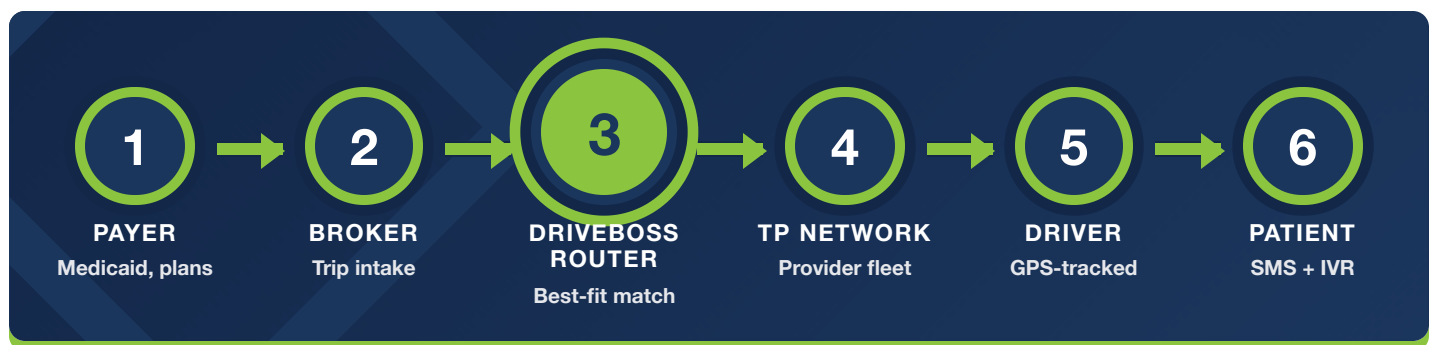 1
2
3
4
5
6
PAYER
Medicaid, plans
BROKER
Trip intake
DRIVEBOSS
ROUTER
Best-fit match
TP NETWORK
Provider fleet
DRIVER
GPS-tracked
PATIENT
SMS + IVR